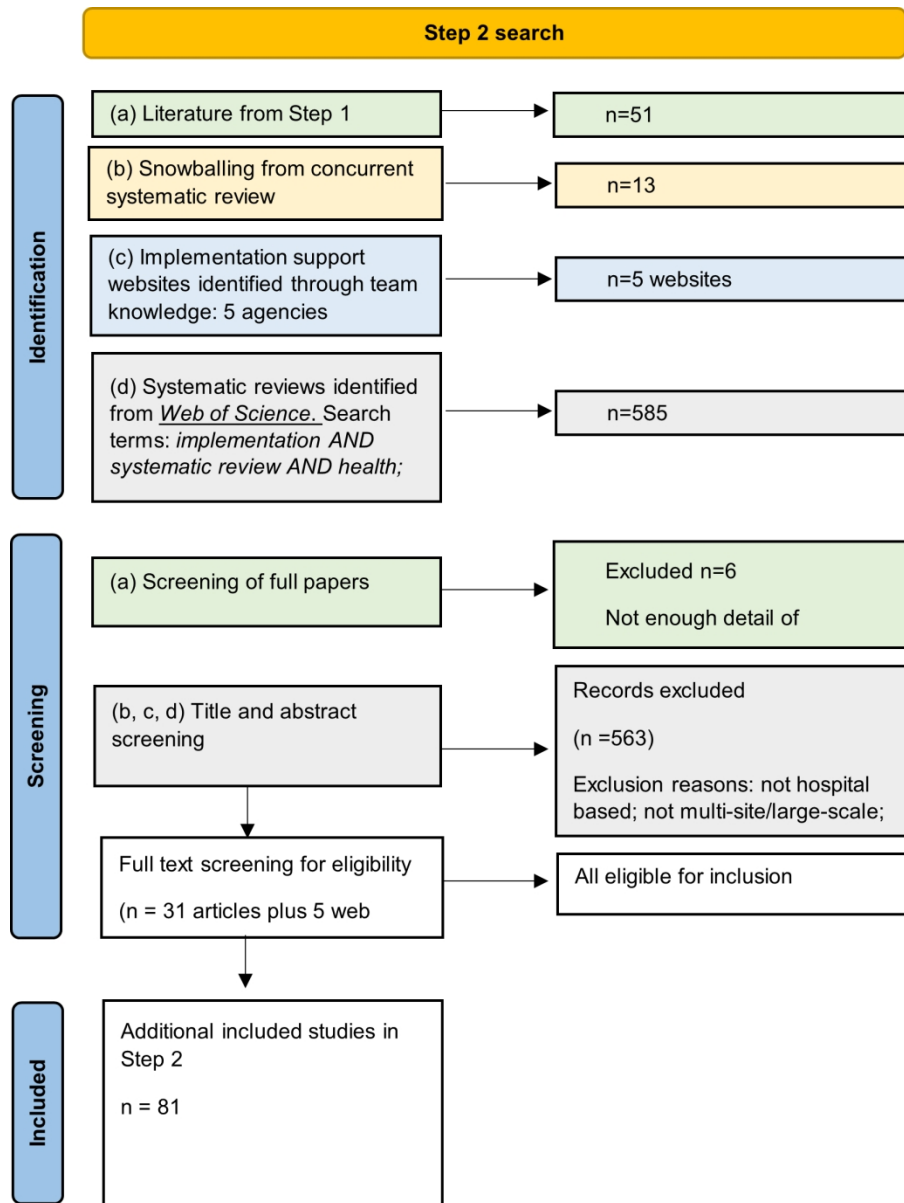 Step 2 search
Identification
(a) Literature from Step 1
n=51
(b) Snowballing from concurrent
systematic review
n=13
(c) Implementation support
websites identified through team
knowledge: 5 agencies
n=5 websites
(d) Systematic reviews identified
from Web of Science. Search
terms: implementation AND
systematic review AND health;
n=585
Screening
(a) Screening of full papers
Excluded n=6
Not enough detail of
(b, c, d) Title and abstract
screening
Records excluded
(n =563)
Exclusion reasons: not hospital
based; not multi-site/large-scale;
Full text screening for eligibility
(n = 31 articles plus 5 web
All eligible for inclusion
Included
Additional included studies in
Step 2
n = 81